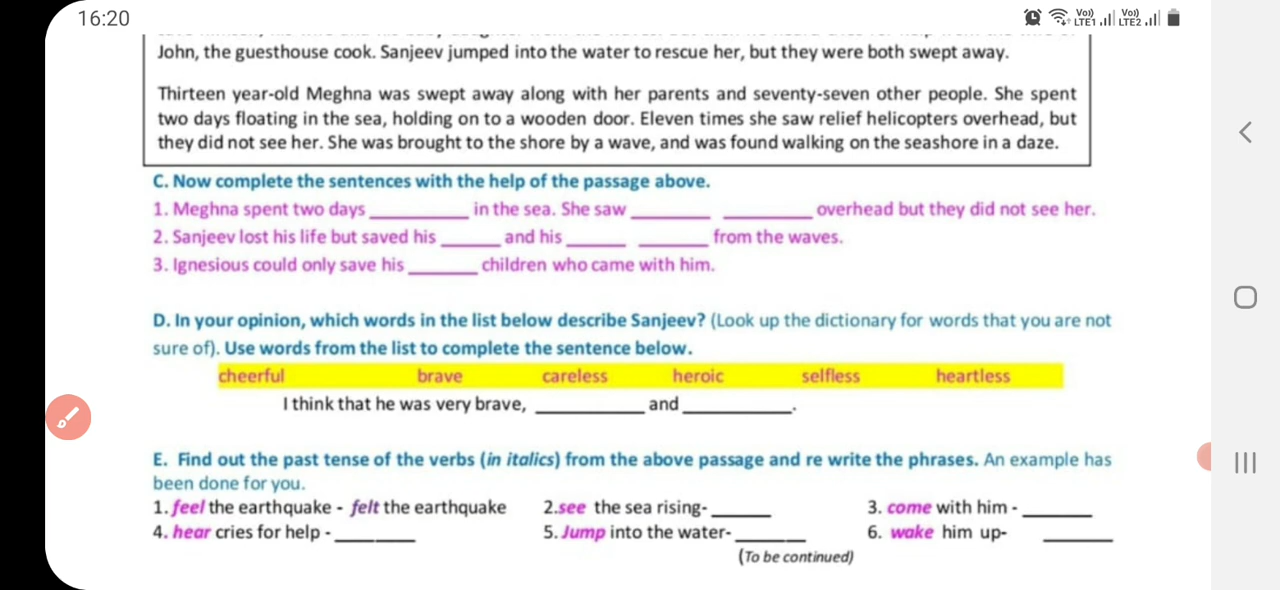 16:20
Vo)) LTE1 Vo)) LTE2
John, the guesthouse cook. Sanjeev jumped into the water to rescue her, but they were both swept away.
Thirteen year-old Meghna was swept away along with her parents and seventy-seven other people. She spent
two days floating in the sea, holding on to a wooden door. Eleven times she saw relief helicopters overhead, but
they did not see her. She was brought to the shore by a wave, and was found walking on the seashore in a daze.
C. Now complete the sentences with the help of the passage above.
1. Meghna spent two days __________ in the sea. She saw ________ _________ overhead but they did not see her.
2. Sanjeev lost his life but saved his ______ and his ______ _______ from the waves.
3. Ignesious could only save his _______ children who came with him.
D. In your opinion, which words in the list below describe Sanjeev? (Look up the dictionary for words that you are not
sure of). Use words from the list to complete the sentence below.
cheerful brave careless heroic selfless heartless
I think that he was very brave, ___________ and ___________.
E. Find out the past tense of the verbs (in italics) from the above passage and re write the phrases. An example has
been done for you.
1. feel the earthquake - felt the earthquake 2.see the sea rising- ______ 3. come with him - _______
4. hear cries for help - ________ 5. Jump into the water- _______ 6. wake him up- _______
(To be continued)